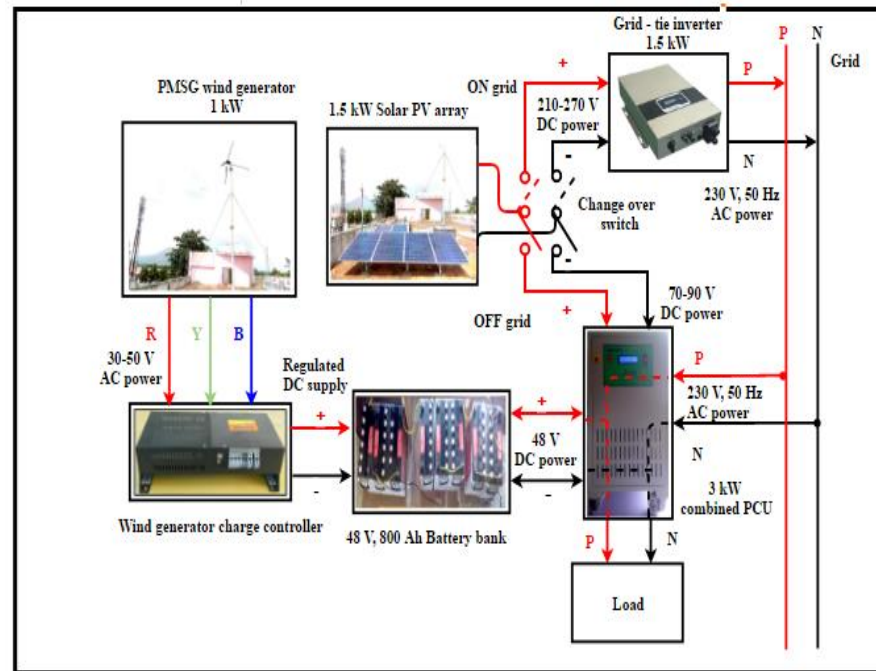 Grid - tie inverter
1.5 kW
P
N
Grid
PMSG wind generator
1 kW
1.5 kW Solar PV array
ON grid
+
210-270 V
DC power
P
-
N
230 V, 50 Hz
AC power
Change over
switch
-
+
OFF grid
70-90 V
DC power
R
Y
B
30-50 V
AC power
Regulated
DC supply
P
230 V, 50 Hz
AC power
+
+
48 V
DC power
N
-
-
3 kW
combined PCU
Wind generator charge controller
48 V, 800 Ah Battery bank
P
N
Load